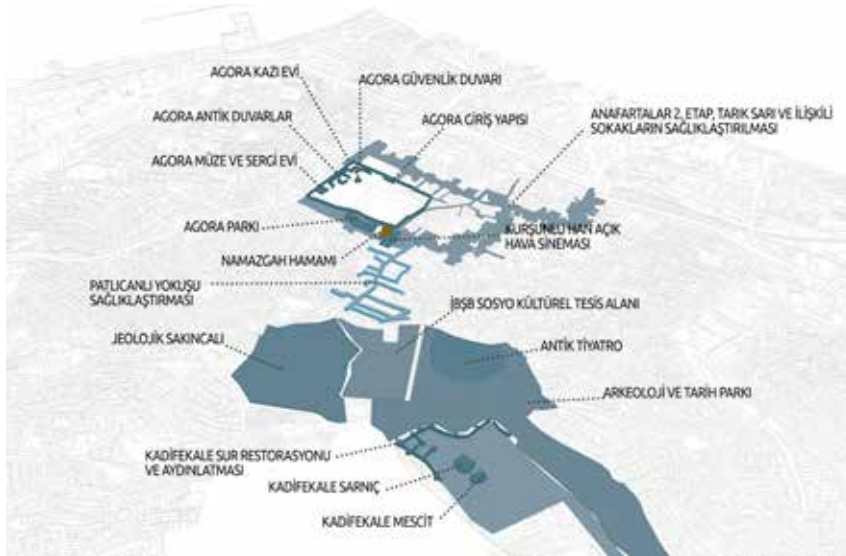 AGORA KAZI EVİ
AGORA GÜVENLİK DUVARI
AGORA ANTİK DUVARLAR
AGORA GİRİŞ YAPISI
ANAFARTALAR 2, ETAP, TARIK SARI VE İLİŞKİLİ
SOKAKLARIN SAĞLIKLAŞTIRILMASI
AGORA MÜZE VE SERGİ EVİ
AGORA PARKI
KURŞUNLU HAN AÇIK
HAVA SİNEMASI
NAMAZGAH HAMAMI
PATLICANLI YOKUŞU
SAĞLIKLAŞTIRMASI
İBŞB SOSYO KÜLTÜREL TESİS ALANI
JEOLOJİK SAKINCALI
ANTİK TİYATRO
ARKEOLOJİ VE TARİH PARKI
KADİFEKALE SUR RESTORASYONU
VE AYDINLATMASI
KADİFEKALE SARNIÇ
KADİFEKALE MESCİT